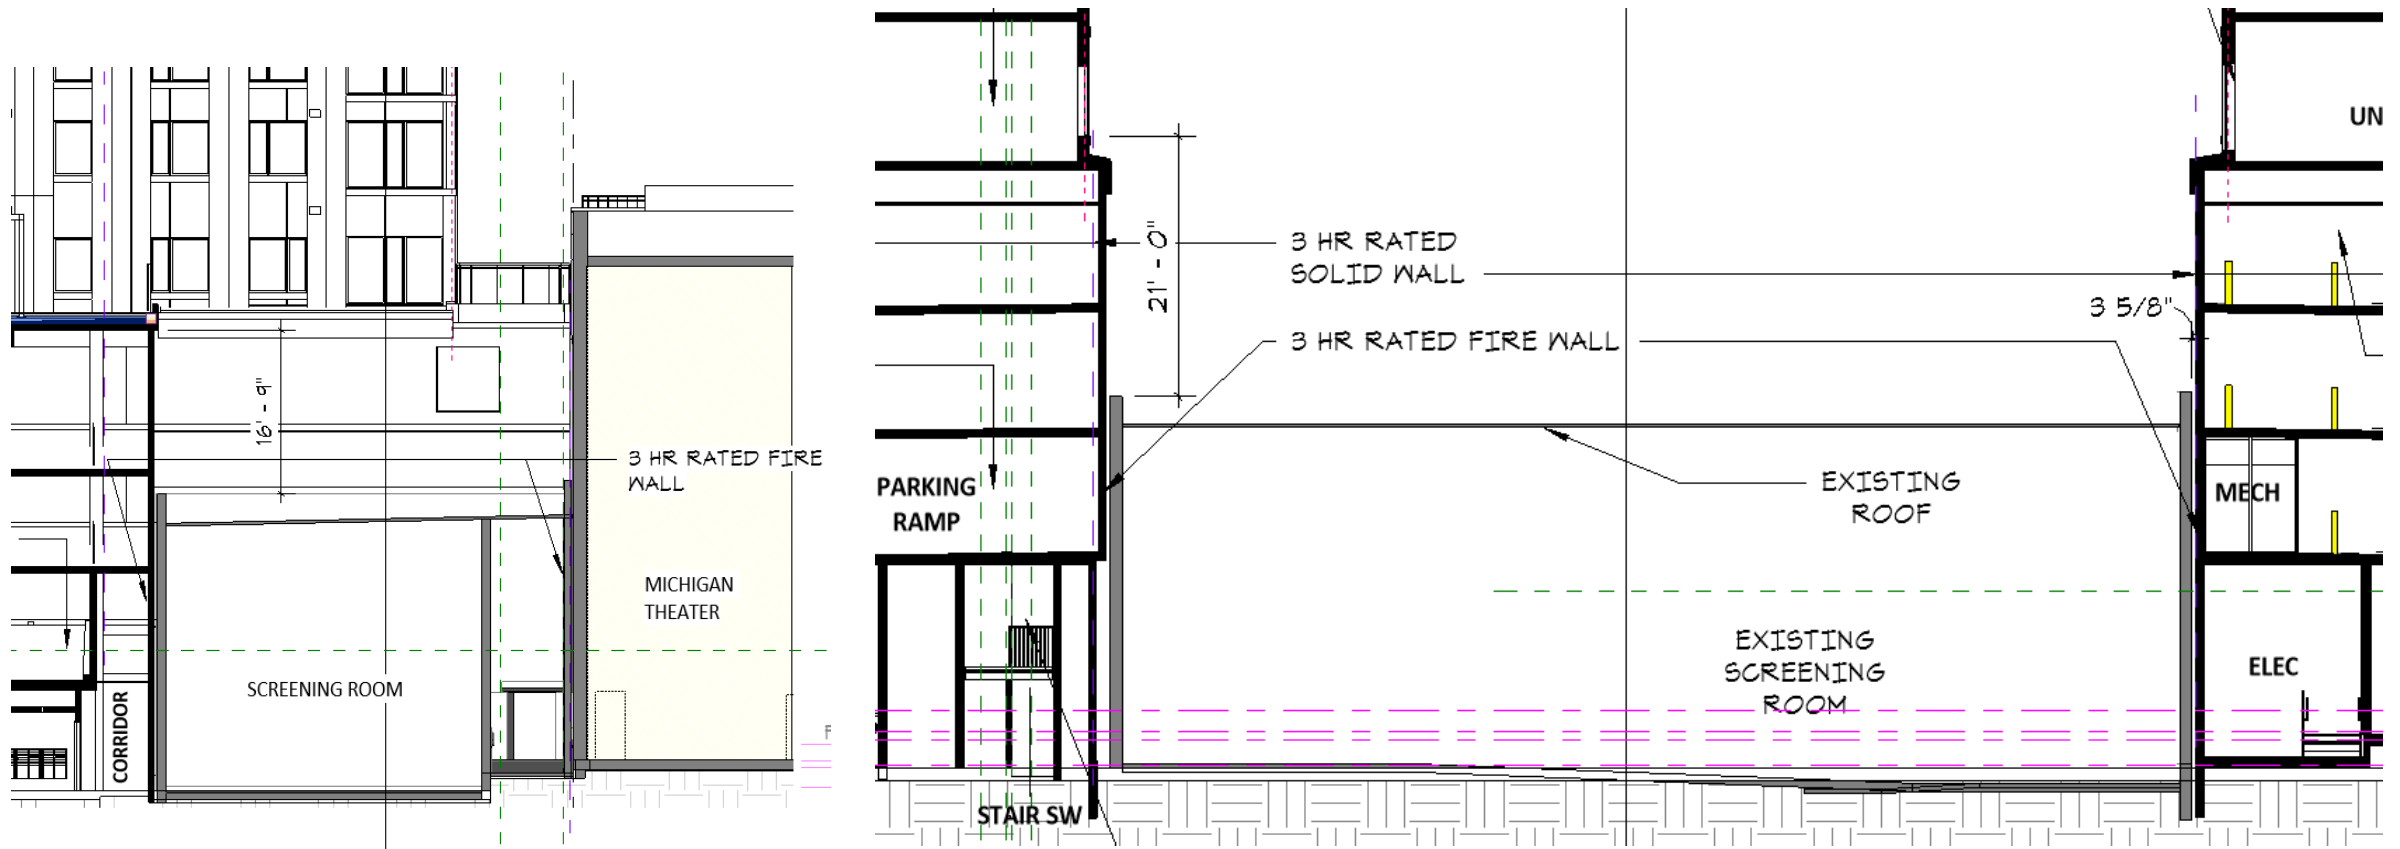 16' - 9"
3 HR RATED FIRE
WALL
MICHIGAN
THEATER
SCREENING ROOM
CORRIDOR
F
21' - 0"
3 HR RATED
SOLID WALL
3 HR RATED FIRE WALL
3 5/8"
UN
PARKING
RAMP
EXISTING
ROOF
MECH
EXISTING
SCREENING
ROOM
ELEC
STAIR SW